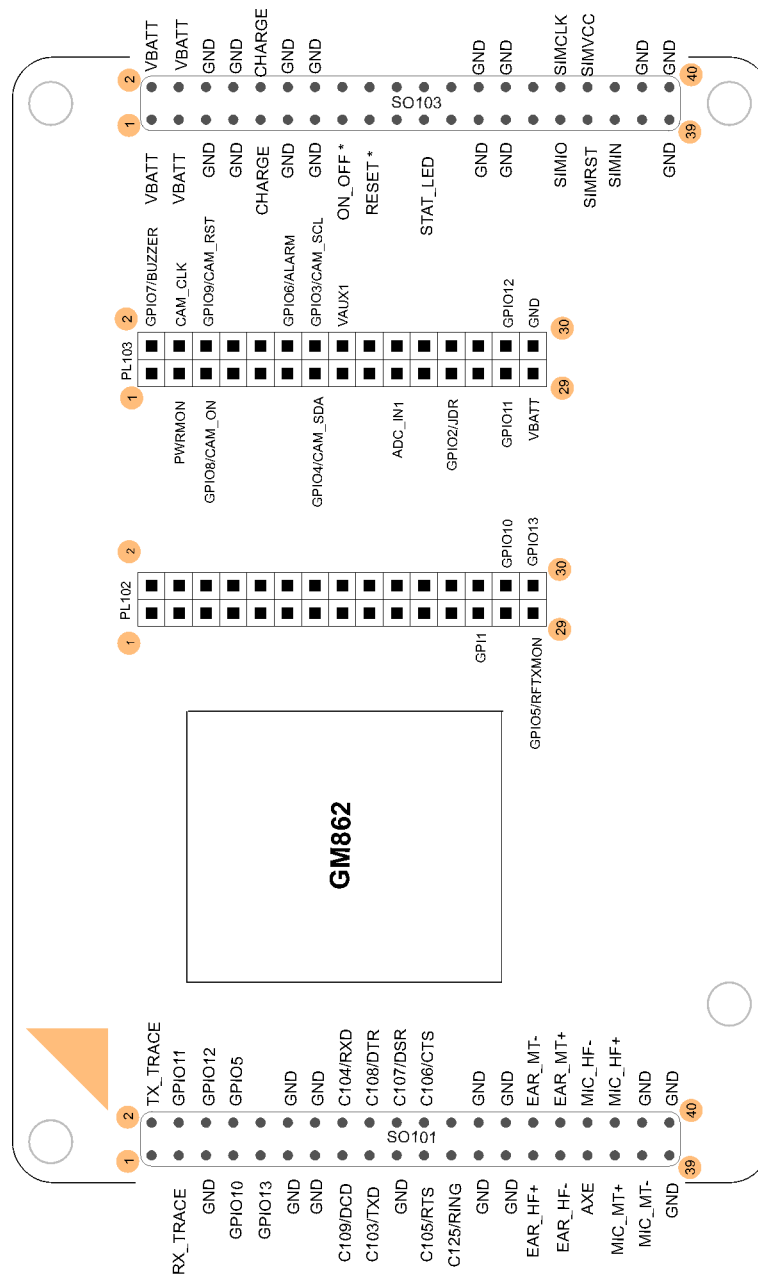 VBATT
VBATT
GND
GND
CHARGE
GND
GND
GND
GND
SIMCLK
SIMVCC
GND
GND
2
40
SO103
1
39
VBATT
VBATT
GND
GND
CHARGE
GND
GND
ON_OFF *
RESET *
STAT_LED
GND
GND
SIMIO
SIMRST
SIMIN
GND
GPIO7/BUZZER
CAM_CLK
GPIO9/CAM_RST
GPIO6/ALARM
GPIO3/CAM_SCL
VAUX1
GPIO12
GND
2
30
PL103
1
29
PWRMON
GPIO8/CAM_ON
GPIO4/CAM_SDA
ADC_IN1
GPIO2/JDR
GPIO11
VBATT
GPIO10
GPIO13
2
30
PL102
1
29
GPI1
GPIO5/RFTXMON
GM862
TX_TRACE
GPIO11
GPIO12
GPIO5
GND
GND
C104/RXD
C108/DTR
C107/DSR
C106/CTS
GND
GND
EAR_MT-
EAR_MT+
MIC_HF-
MIC_HF+
GND
GND
2
40
SO101
1
39
RX_TRACE
GND
GPIO10
GPIO13
GND
GND
C109/DCD
C103/TXD
GND
C105/RTS
C125/RING
GND
GND
EAR_HF+
EAR_HF-
AXE
MIC_MT+
MIC_MT-
GND